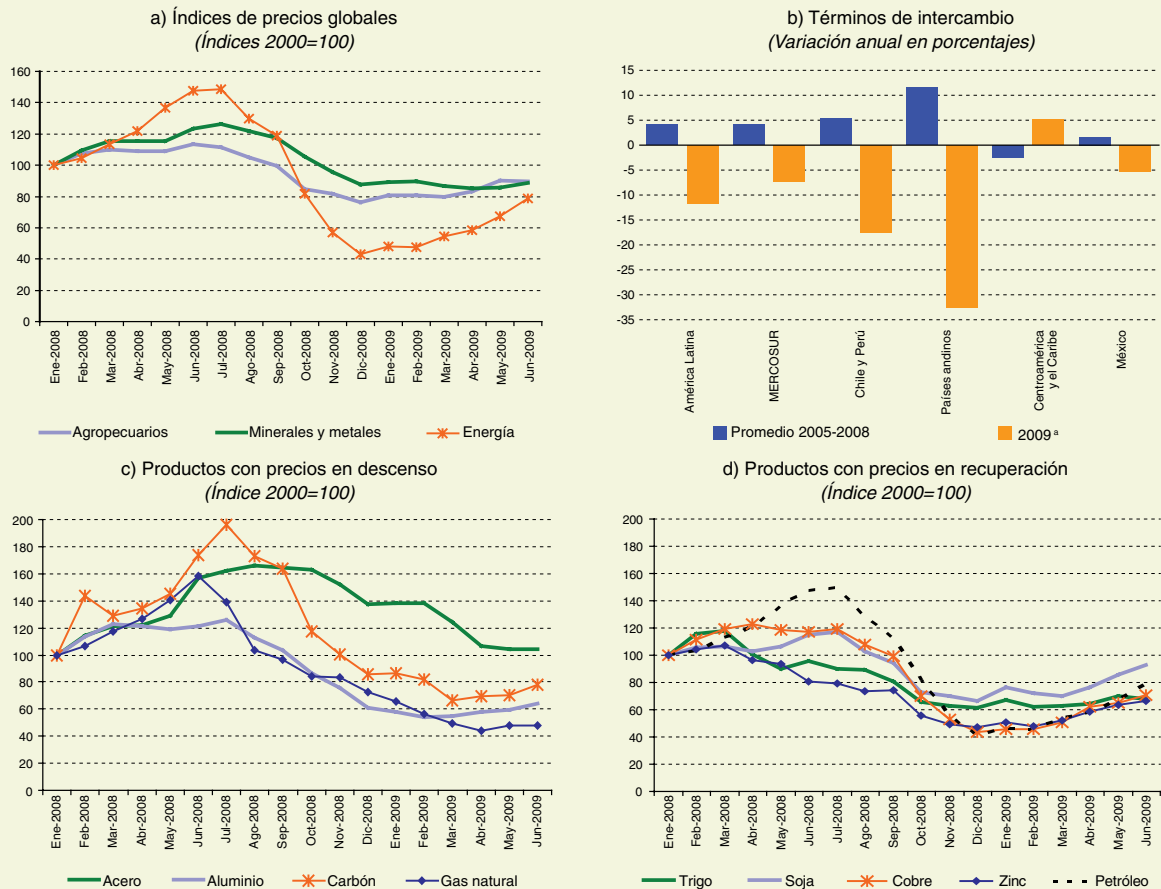 a) Índices de precios globales
(Índices 2000=100)
160
140
120
100
80
60
40
20
0
Ene-2008
Feb-2008
Mar-2008
Abr-2008
May-2008
Jun-2008
Jul-2008
Ago-2008
Sep-2008
Oct-2008
Nov-2008
Dic-2008
Ene-2009
Feb-2009
Mar-2009
Abr-2009
May-2009
Jun-2009
Agropecuarios
Minerales y metales
Energía
b) Términos de intercambio
(Variación anual en porcentajes)
15
10
5
0
-5
-10
-15
-20
-25
-30
-35
América Latina
MERCOSUR
Chile y Perú
Países andinos
Centroamérica
y el Caribe
México
Promedio 2005-2008
2009 a
c) Productos con precios en descenso
(Índice 2000=100)
200
180
160
140
120
100
80
60
40
20
0
Ene-2008
Feb-2008
Mar-2008
Abr-2008
May-2008
Jun-2008
Jul-2008
Ago-2008
Sep-2008
Oct-2008
Nov-2008
Dic-2008
Ene-2009
Feb-2009
Mar-2009
Abr-2009
May-2009
Jun-2009
Acero
Aluminio
Carbón
Gas natural
d) Productos con precios en recuperación
(Índice 2000=100)
200
180
160
140
120
100
80
60
40
20
0
Ene-2008
Feb-2008
Mar-2008
Abr-2008
May-2008
Jun-2008
Jul-2008
Ago-2008
Sep-2008
Oct-2008
Nov-2008
Dic-2008
Ene-2009
Feb-2009
Mar-2009
Abr-2009
May-2009
Jun-2009
Trigo
Soja
Cobre
Zinc
Petróleo